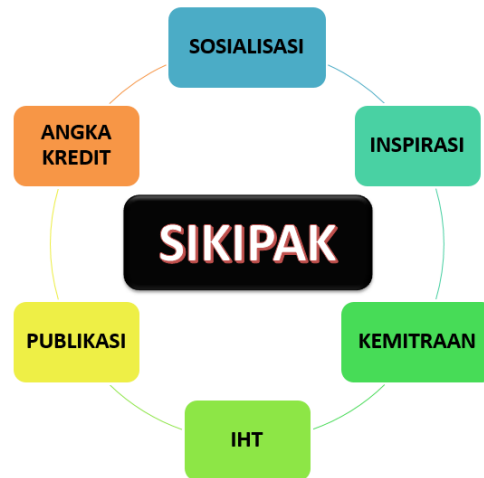 SOSIALISASI
INSPIRASI
KEMITRAAN
IHT
PUBLIKASI
ANGKA
KREDIT
SIKIPAK